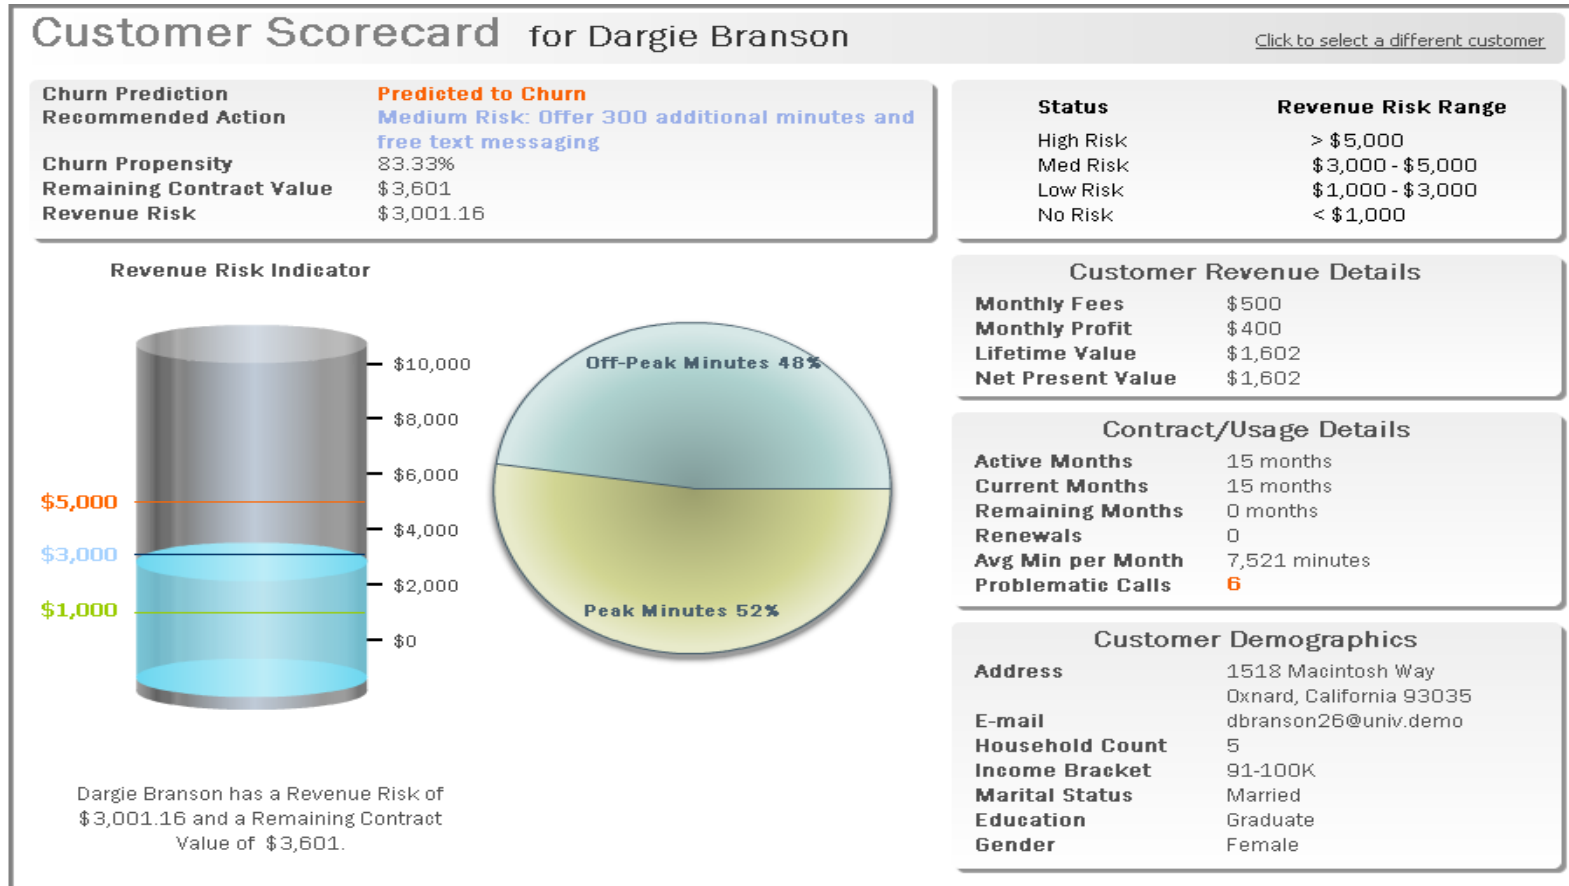 Customer Scorecard for Dargie Branson
Click to select a different customer
Churn Prediction Predicted to Churn
Recommended Action Medium Risk: Offer 300 additional minutes and
free text messaging
Churn Propensity 83.33%
Remaining Contract Value $3,601
Revenue Risk $3,001.16
Status Revenue Risk Range
High Risk > $5,000
Med Risk $3,000 - $5,000
Low Risk $1,000 - $3,000
No Risk < $1,000
Revenue Risk Indicator
$10,000
$8,000
$6,000
$4,000
$2,000
$0
$5,000
$3,000
$1,000
Off-Peak Minutes 48%
Peak Minutes 52%
Dargie Branson has a Revenue Risk of
$3,001.16 and a Remaining Contract
Value of $3,601.
Customer Revenue Details
Monthly Fees $500
Monthly Profit $400
Lifetime Value $1,602
Net Present Value $1,602
Contract/Usage Details
Active Months 15 months
Current Months 15 months
Remaining Months 0 months
Renewals 0
Avg Min per Month 7,521 minutes
Problematic Calls 6
Customer Demographics
Address 1518 Macintosh Way
Oxnard, California 93035
E-mail dbranson26@univ.demo
Household Count 5
Income Bracket 91-100K
Marital Status Married
Education Graduate
Gender Female